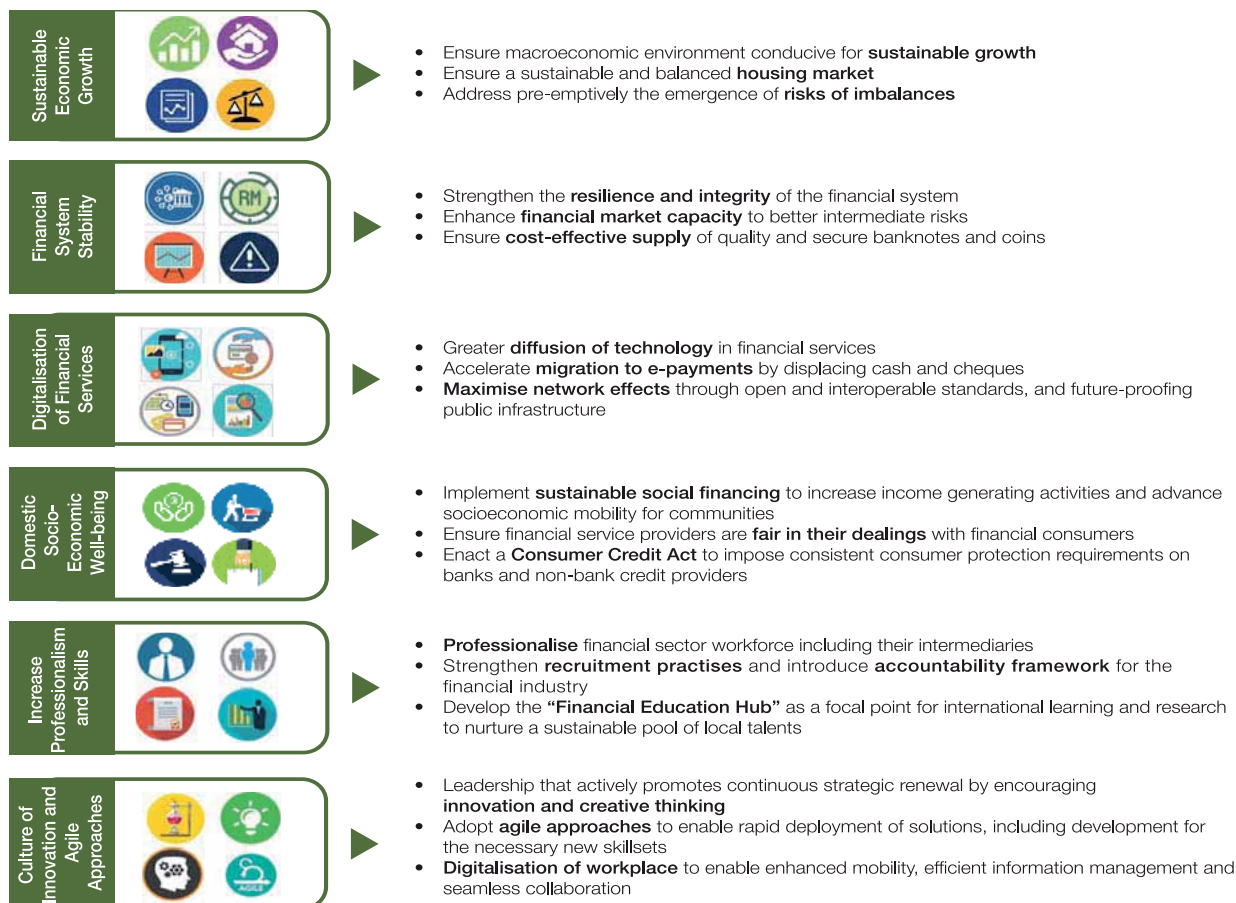 Sustainable
Economic
Growth
• Ensure macroeconomic environment conducive for sustainable growth
• Ensure a sustainable and balanced housing market
• Address pre-emptively the emergence of risks of imbalances
Financial
System
Stability
RM
• Strengthen the resilience and integrity of the financial system
• Enhance financial market capacity to better intermediate risks
• Ensure cost-effective supply of quality and secure banknotes and coins
Digitalisation
of Financial
Services
• Greater diffusion of technology in financial services
• Accelerate migration to e-payments by displacing cash and cheques
• Maximise network effects through open and interoperable standards, and future-proofing
public infrastructure
Domestic
Socio-
Economic
Well-being
• Implement sustainable social financing to increase income generating activities and advance
socioeconomic mobility for communities
• Ensure financial service providers are fair in their dealings with financial consumers
• Enact a Consumer Credit Act to impose consistent consumer protection requirements on
banks and non-bank credit providers
Increase
Professionalism
and Skills
• Professionalise financial sector workforce including their intermediaries
• Strengthen recruitment practises and introduce accountability framework for the
financial industry
• Develop the “Financial Education Hub” as a focal point for international learning and research
to nurture a sustainable pool of local talents
Culture of
Innovation and
Agile
Approaches
AGILE
• Leadership that actively promotes continuous strategic renewal by encouraging
innovation and creative thinking
• Adopt agile approaches to enable rapid deployment of solutions, including development for
the necessary new skillsets
• Digitalisation of workplace to enable enhanced mobility, efficient information management and
seamless collaboration